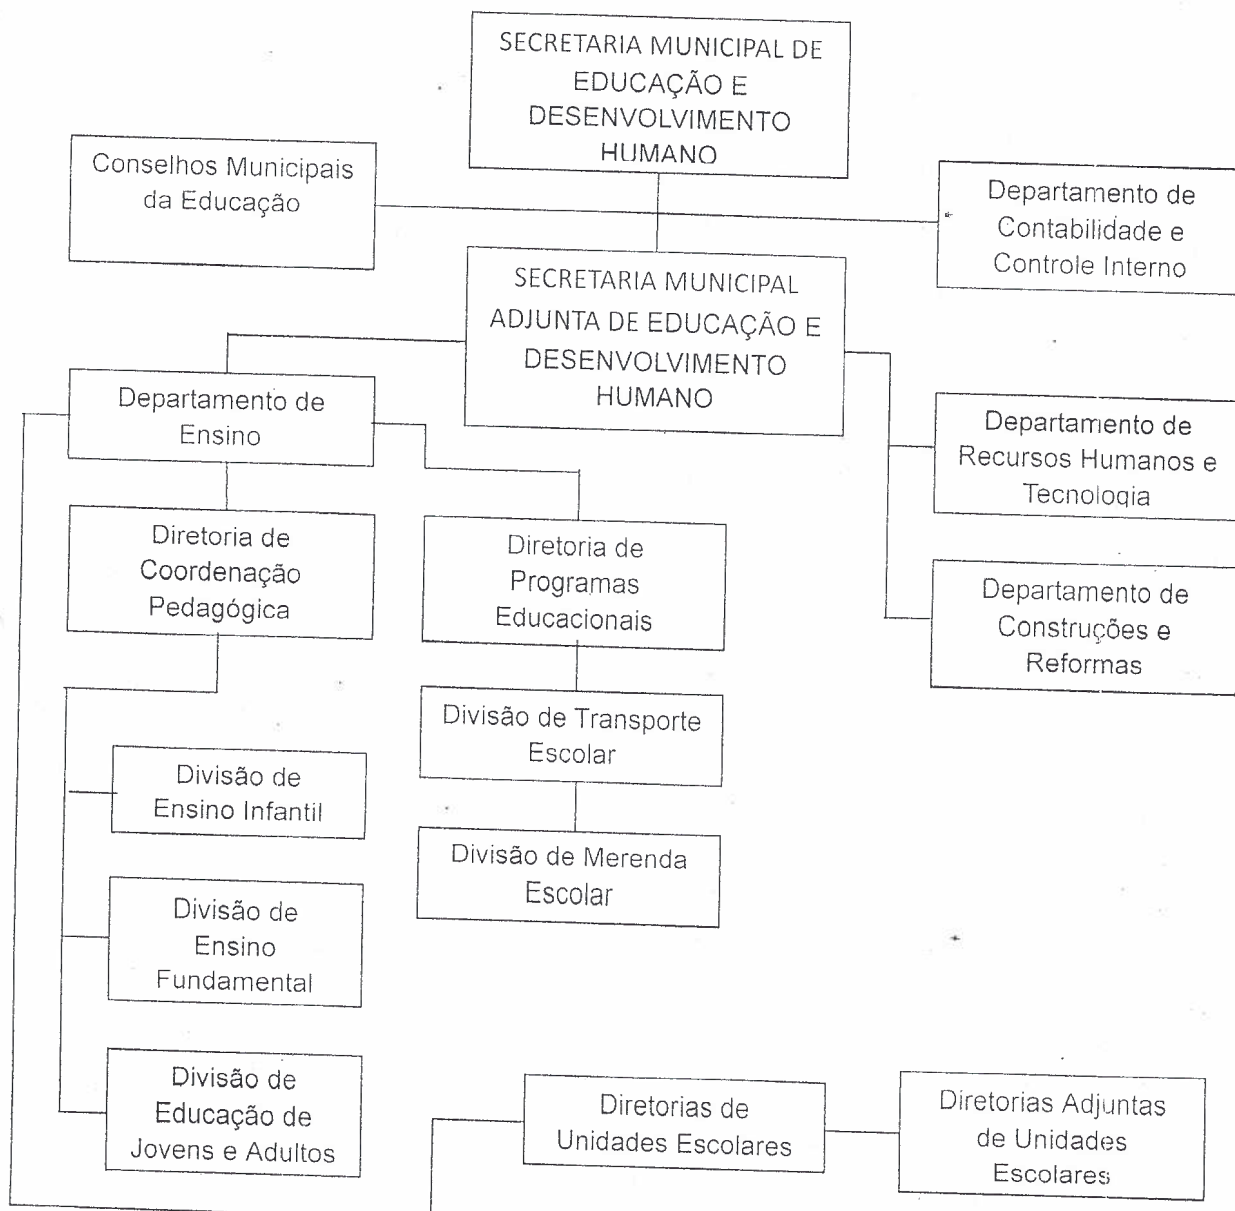 SECRETARIA MUNICIPAL DE
EDUCAÇÃO E
DESENVOLVIMENTO
HUMANO
Conselhos Municipais
da Educação
Departamento de
Contabilidade e
Controle Interno
SECRETARIA MUNICIPAL
ADJUNTA DE EDUCAÇÃO E
DESENVOLVIMENTO
HUMANO
Departamento de
Ensino
Departamento de
Recursos Humanos e
Tecnologia
Diretoria de
Coordenação
Pedagógica
Diretoria de
Programas
Educacionais
Departamento de
Construções e
Reformas
Divisão de Transporte
Escolar
Divisão de
Ensino Infantil
Divisão de Merenda
Escolar
Divisão de
Ensino
Fundamental
Divisão de
Educação de
Jovens e Adultos
Diretorias de
Unidades Escolares
Diretorias Adjuntas
de Unidades
Escolares